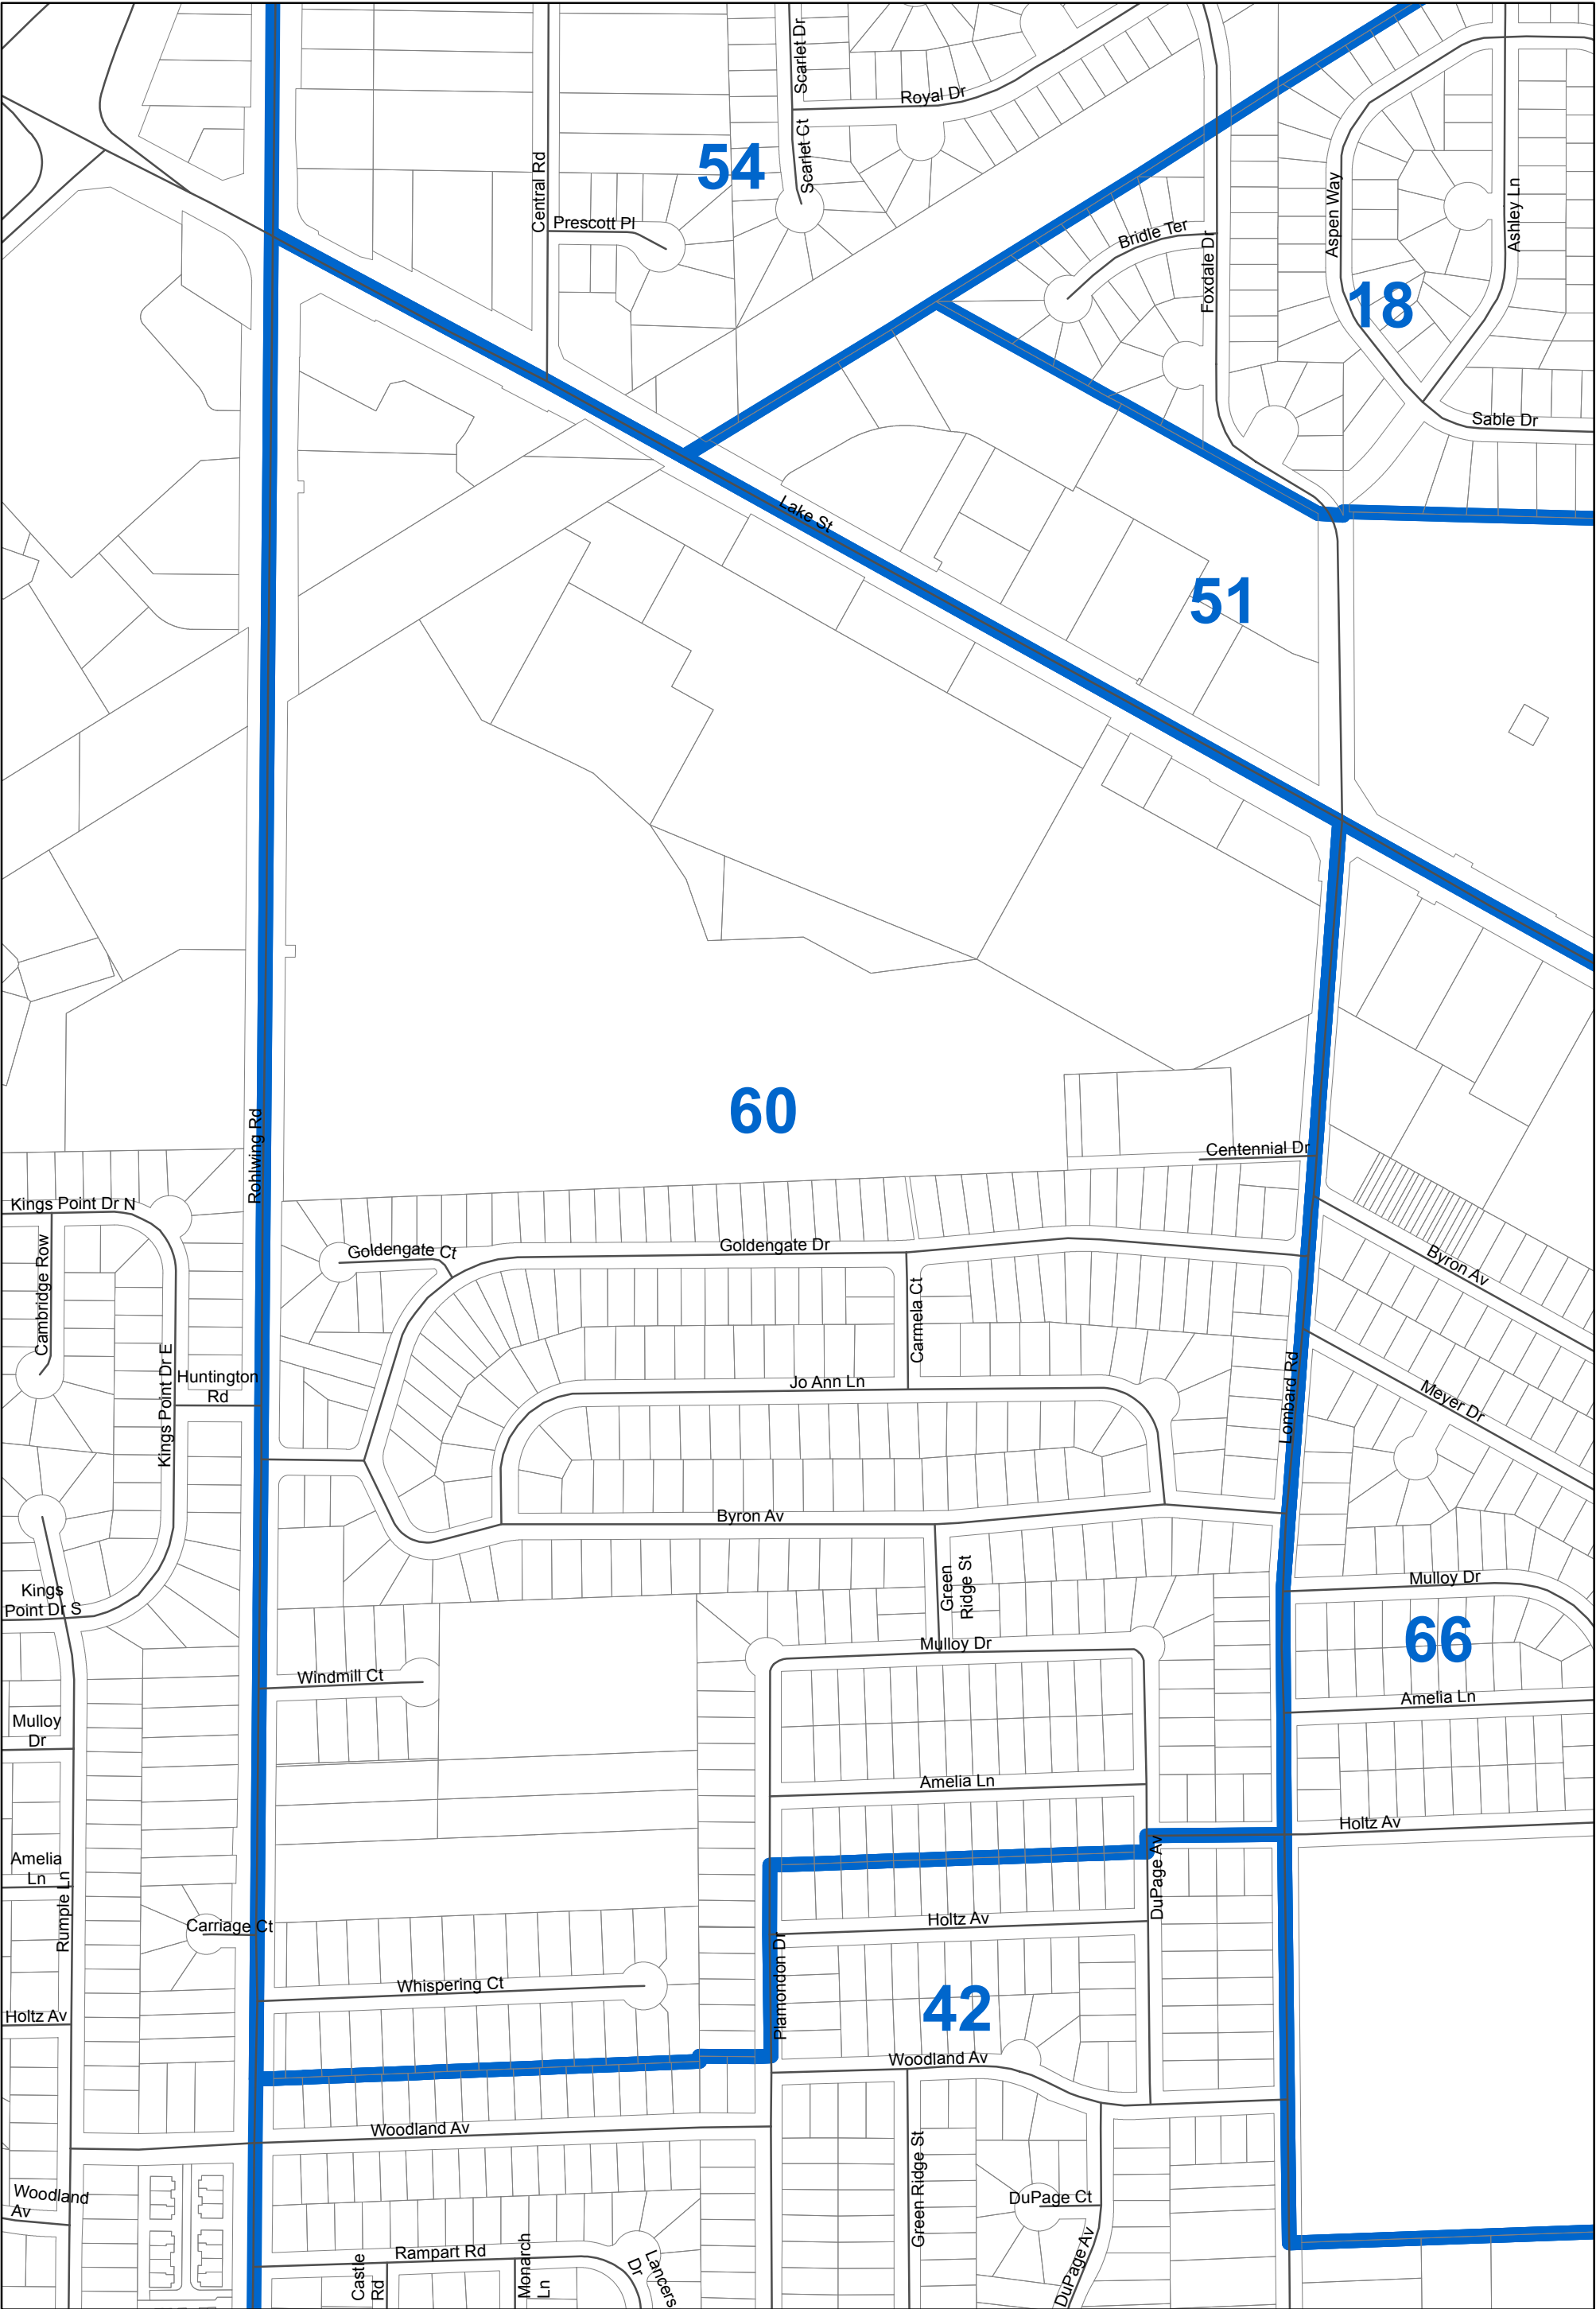 Scarlet Dr
Royal Dr
54
Scarlet Ct
Central Rd
Prescott Pl
Bridle Ter
Foxdale Dr
Aspen Way
Ashley Ln
18
Sable Dr
Lake St
51
60
Rohlwing Rd
Centennial Dr
Kings Point Dr N
Goldengate Ct
Goldengate Dr
Byron Av
Cambridge Row
Carmela Ct
Kings Point Dr E
Huntington
Rd
Jo Ann Ln
Lombard Rd
Meyer Dr
Byron Av
Green
Ridge St
Kings
Point Dr S
Mulloy Dr
66
Mulloy Dr
Windmill Ct
Amelia Ln
Mulloy
Dr
Amelia Ln
Holtz Av
Amelia
Ln
Rumple Ln
DuPage Av
Carriage Ct
Holtz Av
Plamondon Dr
Whispering Ct
42
Holtz Av
Woodland Av
Woodland Av
Green Ridge St
Woodland
Av
DuPage Ct
DuPage Av
Rampart Rd
Castle
Rd
Monarch
Ln
Lancers
Dr